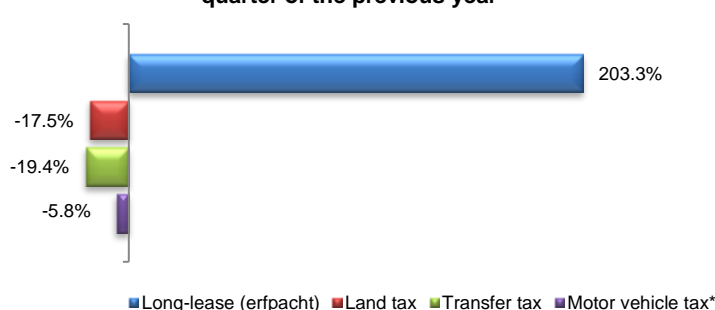 quarter of the previous year
203.3%
-17.5%
-19.4%
-5.8%
Long-lease (erfpacht) Land tax Transfer tax Motor vehicle tax*